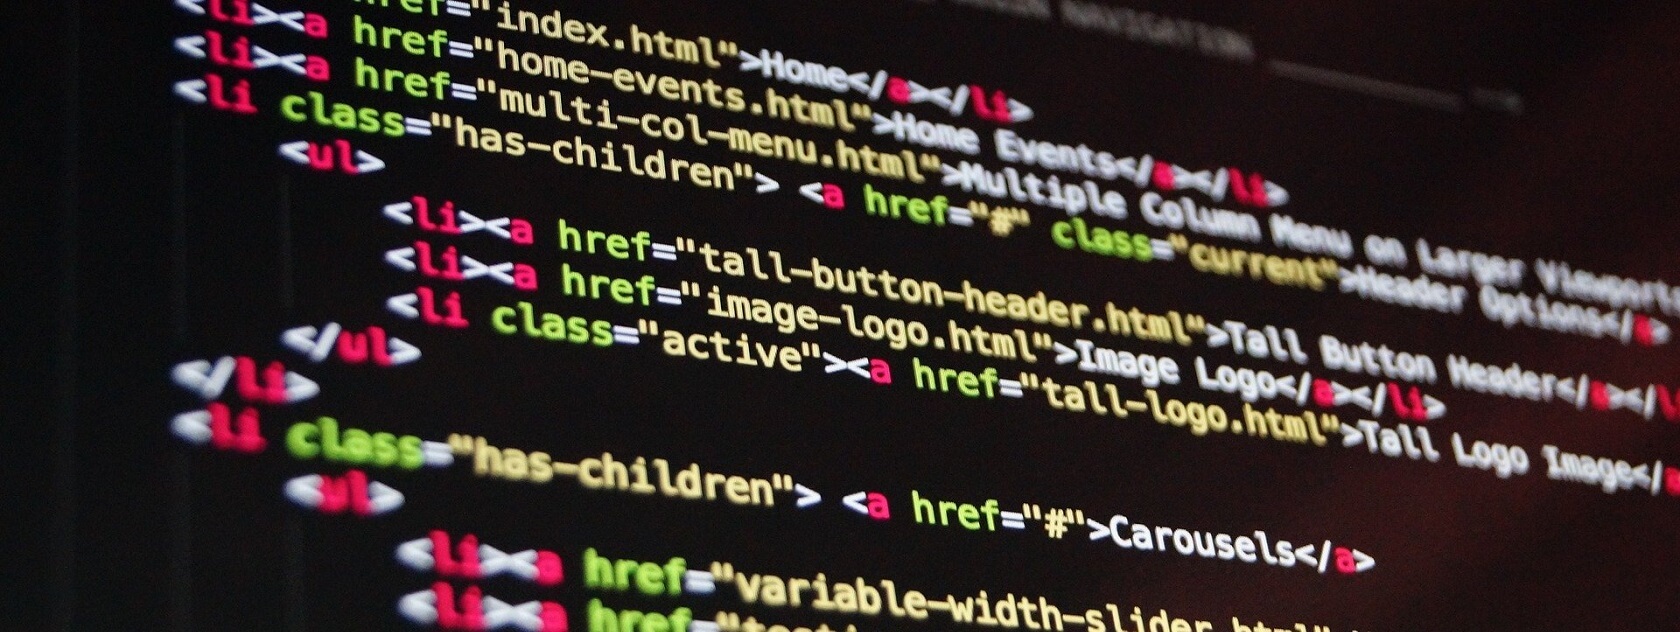 NAVIGATION
href="index.html">Home</a></li>
<li><a href="home-events.html">Home Events</a></li>
<li><a href="multi-col-menu.html">Multiple Column Menu on Larger Viewports
<li class="has-children"> <a href="#" class="current">Header Options</a>
<ul>
<li><a href="tall-button-header.html">Tall Button Header</a></li
<li><a href="image-logo.html">Image Logo</a></li>
<li class="active"><a href="tall-logo.html">Tall Logo Image</a
</ul>
</li>
<li class="has-children"> <a href="#">Carousels</a>
<ul>
<li><a href="variable-width-slider.html"
<li><a href="